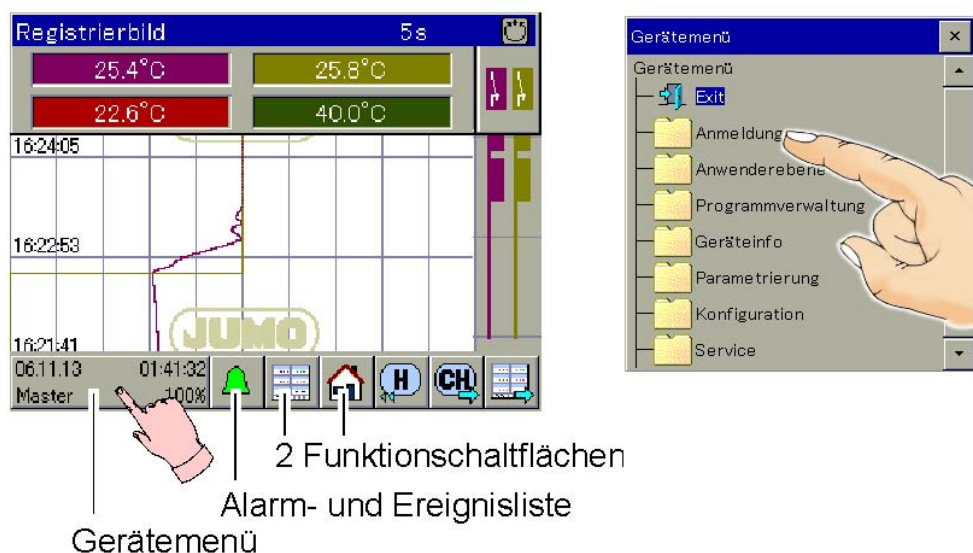 Registrierbild 5s
25.4°C 25.8°C
22.6°C 40.0°C
16:24:05
16:22:53
JUMO
16:21:41
06.11.13 01:41:32
Master 100%
H
CH
2 Funktionschaltflächen
Alarm- und Ereignisliste
Gerätemenü
Gerätemenü
Gerätemenü
Exit
Anmeldung
Anwenderebene
Programmverwaltung
Geräteinfo
Parametrierung
Konfiguration
Service